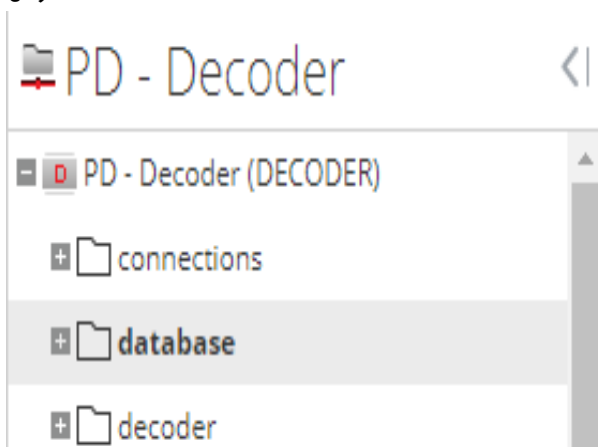 PD - Decoder
D PD - Decoder (DECODER)
connections
database
decoder